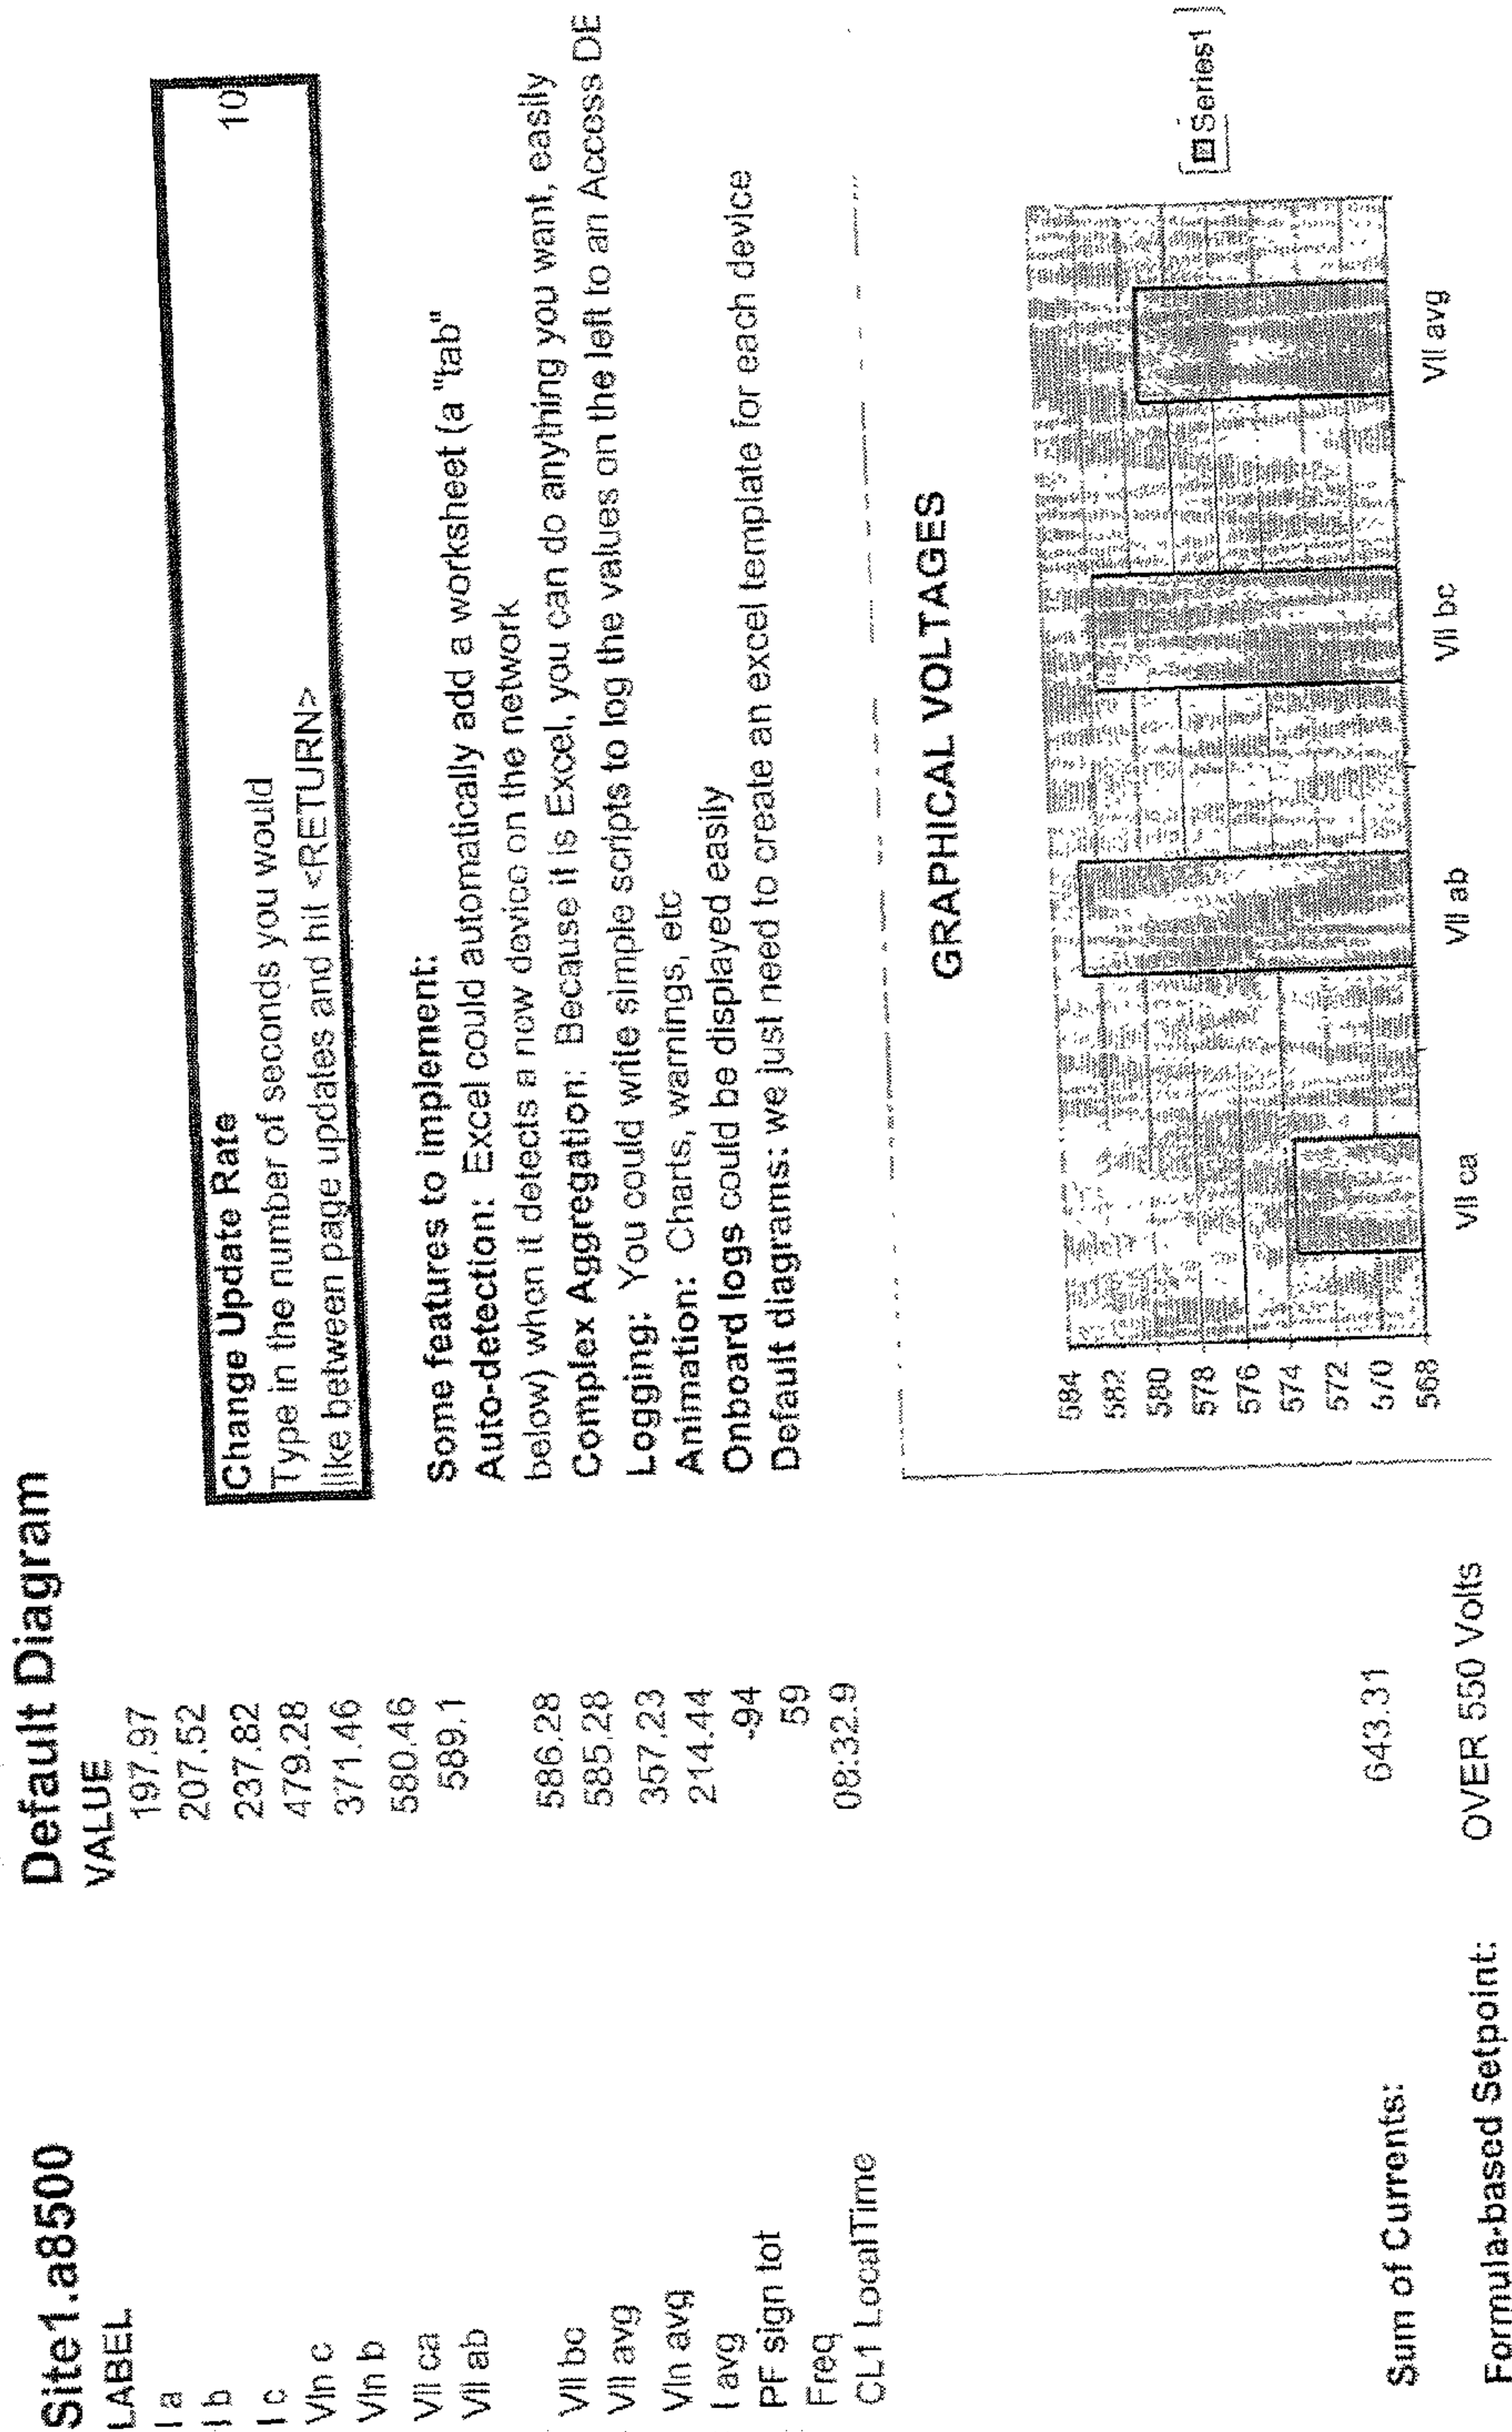 Site1.a8500 Default Diagram
LABEL VALUE
I a 197.97
I b 207.52
I c 237.82
Vln c 479.28
Vln b 371.46
Vll ca 580.46
Vll ab 589.1
Vll bc 586.28
Vll avg 585.28
Vln avg 357.23
I avg 214.44
PF sign tot -94
Freq 59
CL1 LocalTime 08:32.9
Sum of Currents: 643.31
Formula-based Setpoint: OVER 550 Volts
Change Update Rate 10
Type in the number of seconds you would
like between page updates and hit <RETURN>
Some features to implement:
Auto-detection: Excel could automatically add a worksheet (a "tab"
below) when it detects a new device on the network
Complex Aggregation: Because it is Excel, you can do anything you want, easily
Logging: You could write simple scripts to log the values on the left to an Access DE
Animation: Charts, warnings, etc
Onboard logs could be displayed easily
Default diagrams: we just need to create an excel template for each device
GRAPHICAL VOLTAGES
584
582
580
578
576
574
572
570
568
Vll ca Vll ab Vll bc Vll avg
Series1